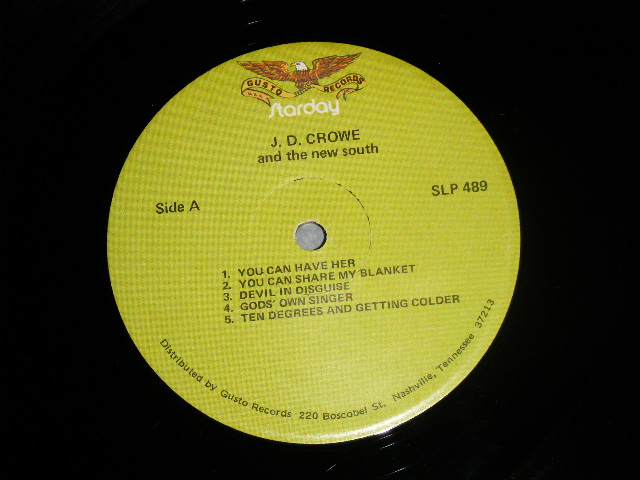 GUSTO RECORDS
U.S.A.
Starday
J. D. CROWE
and the new south
Side A
SLP 489
1. YOU CAN HAVE HER
2. YOU CAN SHARE MY BLANKET
3. DEVIL IN DISGUISE
4. GODS' OWN SINGER
5. TEN DEGREES AND GETTING COLDER
Distributed by Gusto Records 220 Boscobel St. Nashville, Tennessee 37213